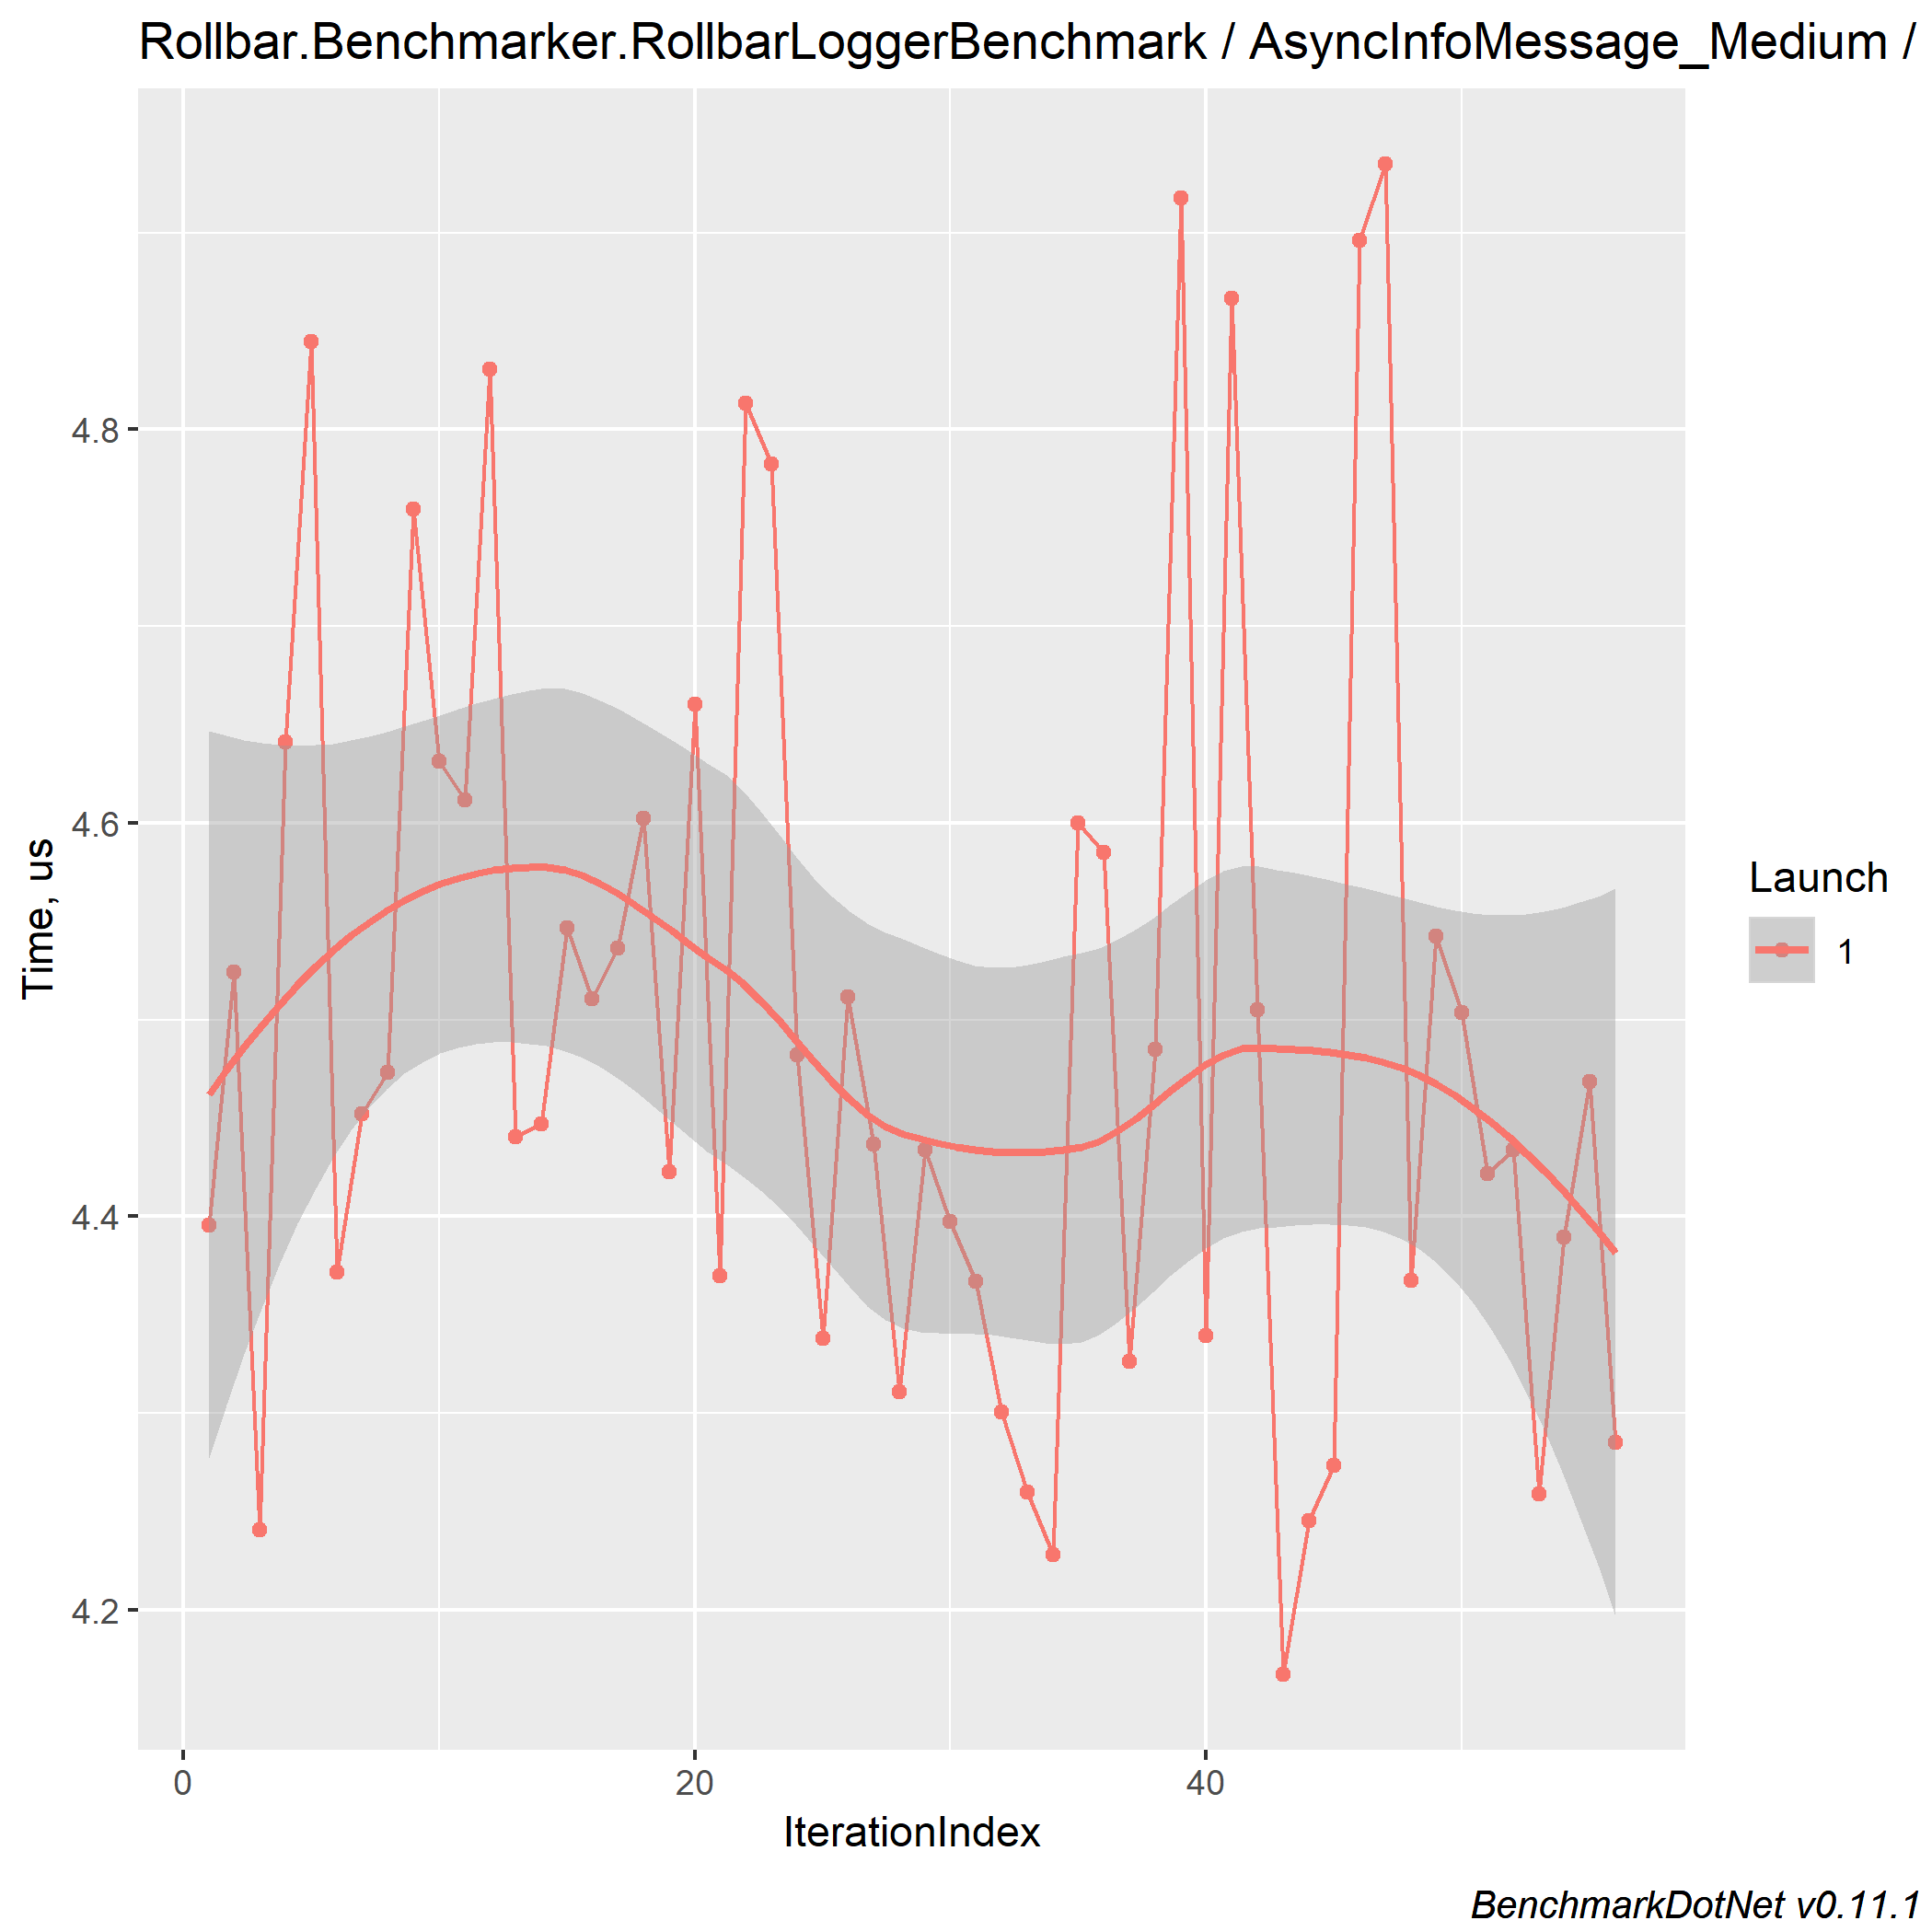 Rollbar.Benchmarker.RollbarLoggerBenchmark / AsyncInfoMessage_Medium /
4.8
4.6
4.4
4.2
Time, us
0 20 40
IterationIndex
Launch
1
BenchmarkDotNet v0.11.1